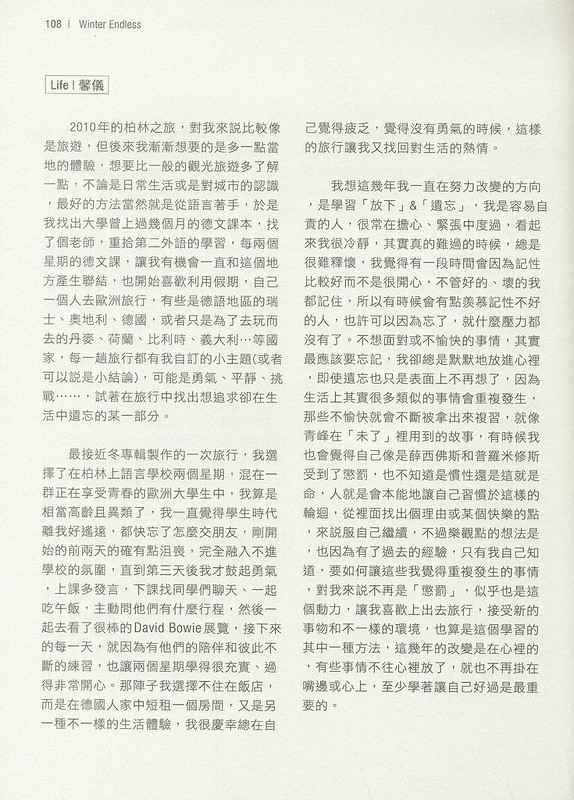 108 | Winter Endless
Life | 馨儀
2010年的柏林之旅，對我來說比較像
是旅遊，但後來我漸漸想要的是多一點當
地的體驗，想要比一般的觀光旅遊多了解
一點，不論是日常生活或是對城市的認識
，最好的方法當然就是從語言著手，於是
我找出大學曾上過幾個月的德文課本，找
了個老師，重拾第二外語的學習，每兩個
星期的德文課，讓我有機會一直和這個地
方產生聯結，也開始喜歡利用假期，自己
一個人去歐洲旅行，有些是德語地區的瑞
士、奧地利、德國，或者只是為了去玩而
去的丹麥、荷蘭、比利時、義大利…等國
家，每一趟旅行都有我自訂的小主題(或者
可以說是小結論)，可能是勇氣、平靜、挑
戰……，試著在旅行中找出想追求卻在生
活中遺忘的某一部分。
最接近冬專輯製作的一次旅行，我選
擇了在柏林上語言學校兩個星期，混在一
群正在享受青春的歐洲大學生中，我算是
相當高齡且異類了，我一直覺得學生時代
離我好遙遠，都快忘了怎麼交朋友，剛開
始的前兩天的確有點沮喪，完全融入不進
學校的氛圍，直到第三天後我才鼓起勇氣
，上課多發言，下課找同學們聊天、一起
吃午飯，主動問他們有什麼行程，然後一
起去看了很棒的David Bowie展覽，接下來
的每一天，就因為有他們的陪伴和彼此不
斷的練習，也讓兩個星期學得很充實、過
得非常開心。那陣子我選擇不住在飯店，
而是在德國人家中短租一個房間，又是另
一種不一樣的生活體驗，我很慶幸總在自
己覺得疲乏，覺得沒有勇氣的時候，這樣
的旅行讓我又找回對生活的熱情。
我想這幾年我一直在努力改變的方向
，是學習「放下」&「遺忘」，我是容易自
責的人，很常在擔心、緊張中度過，看起
來我很冷靜，其實真的難過的時候，總是
很難釋懷，我覺得有一段時間會因為記性
比較好而不是很開心，不管好的、壞的我
都記住，所以有時候會有點羨慕記性不好
的人，也許可以因為忘了，就什麼壓力都
沒有了。不想面對或不愉快的事情，其實
最應該要忘記，我卻總是默默地放進心裡
，即使遺忘也只是表面上不再想了，因為
生活上其實很多類似的事情會重複發生，
那些不愉快就會不斷被拿出來複習，就像
青峰在「未了」裡用到的故事，有時候我
也會覺得自己像是薛西佛斯和普羅米修斯
受到了懲罰，也不知道是慣性還是這就是
命，人就是會本能地讓自己習慣於這樣的
輪迴，從裡面找出個理由或某個快樂的點
，來說服自己繼續，不過樂觀點的想法是
，也因為有了過去的經驗，只有我自己知
道，要如何讓這些我覺得重複發生的事情
，對我來說不再是「懲罰」，似乎也是這
個動力，讓我喜歡上出去旅行，接受新的
事物和不一樣的環境，也算是這個學習的
其中一種方法，這幾年的改變是在心裡的
，有些事情不往心裡放了，就也不再掛在
嘴邊或心上，至少學著讓自己好過是最重
要的。